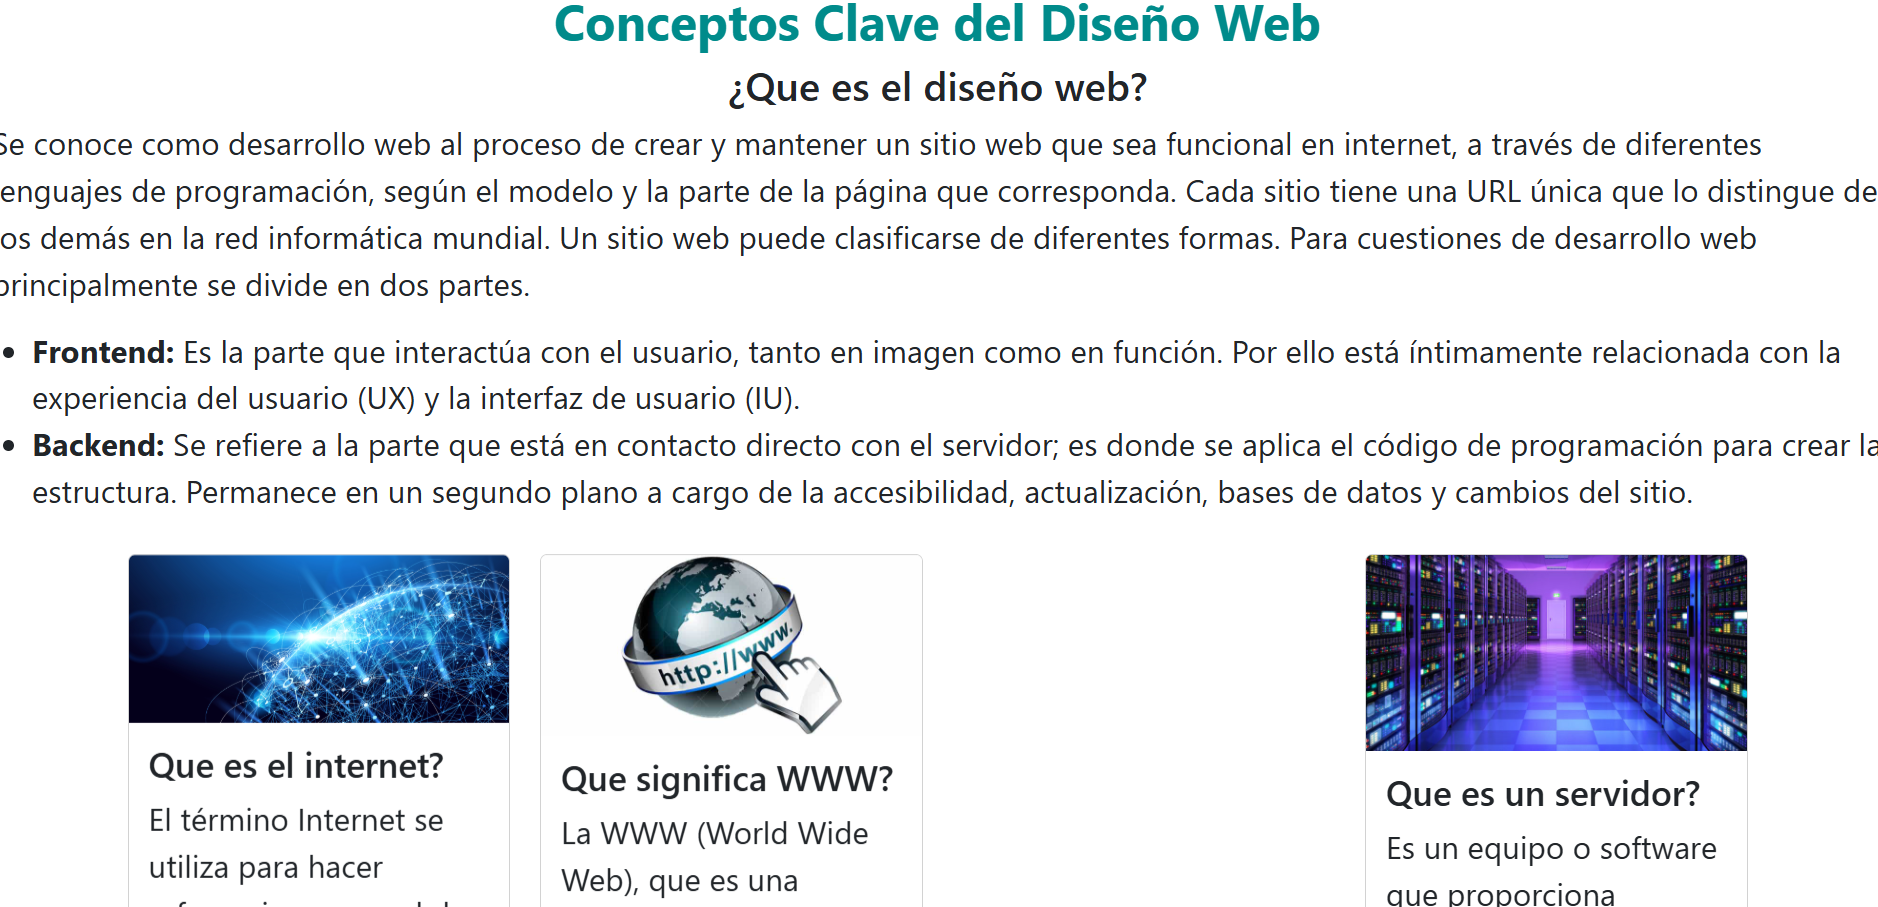 Conceptos Clave del Diseño Web
¿Que es el diseño web?
Se conoce como desarrollo web al proceso de crear y mantener un sitio web que sea funcional en internet, a través de diferentes
lenguajes de programación, según el modelo y la parte de la página que corresponda. Cada sitio tiene una URL única que lo distingue de
los demás en la red informática mundial. Un sitio web puede clasificarse de diferentes formas. Para cuestiones de desarrollo web
principalmente se divide en dos partes.
• Frontend: Es la parte que interactúa con el usuario, tanto en imagen como en función. Por ello está íntimamente relacionada con la
experiencia del usuario (UX) y la interfaz de usuario (IU).
• Backend: Se refiere a la parte que está en contacto directo con el servidor; es donde se aplica el código de programación para crear la
estructura. Permanece en un segundo plano a cargo de la accesibilidad, actualización, bases de datos y cambios del sitio.
Que es el internet?
El término Internet se
utiliza para hacer
http://www.
Que significa WWW?
La WWW (World Wide
Web), que es una
Que es un servidor?
Es un equipo o software
que proporciona